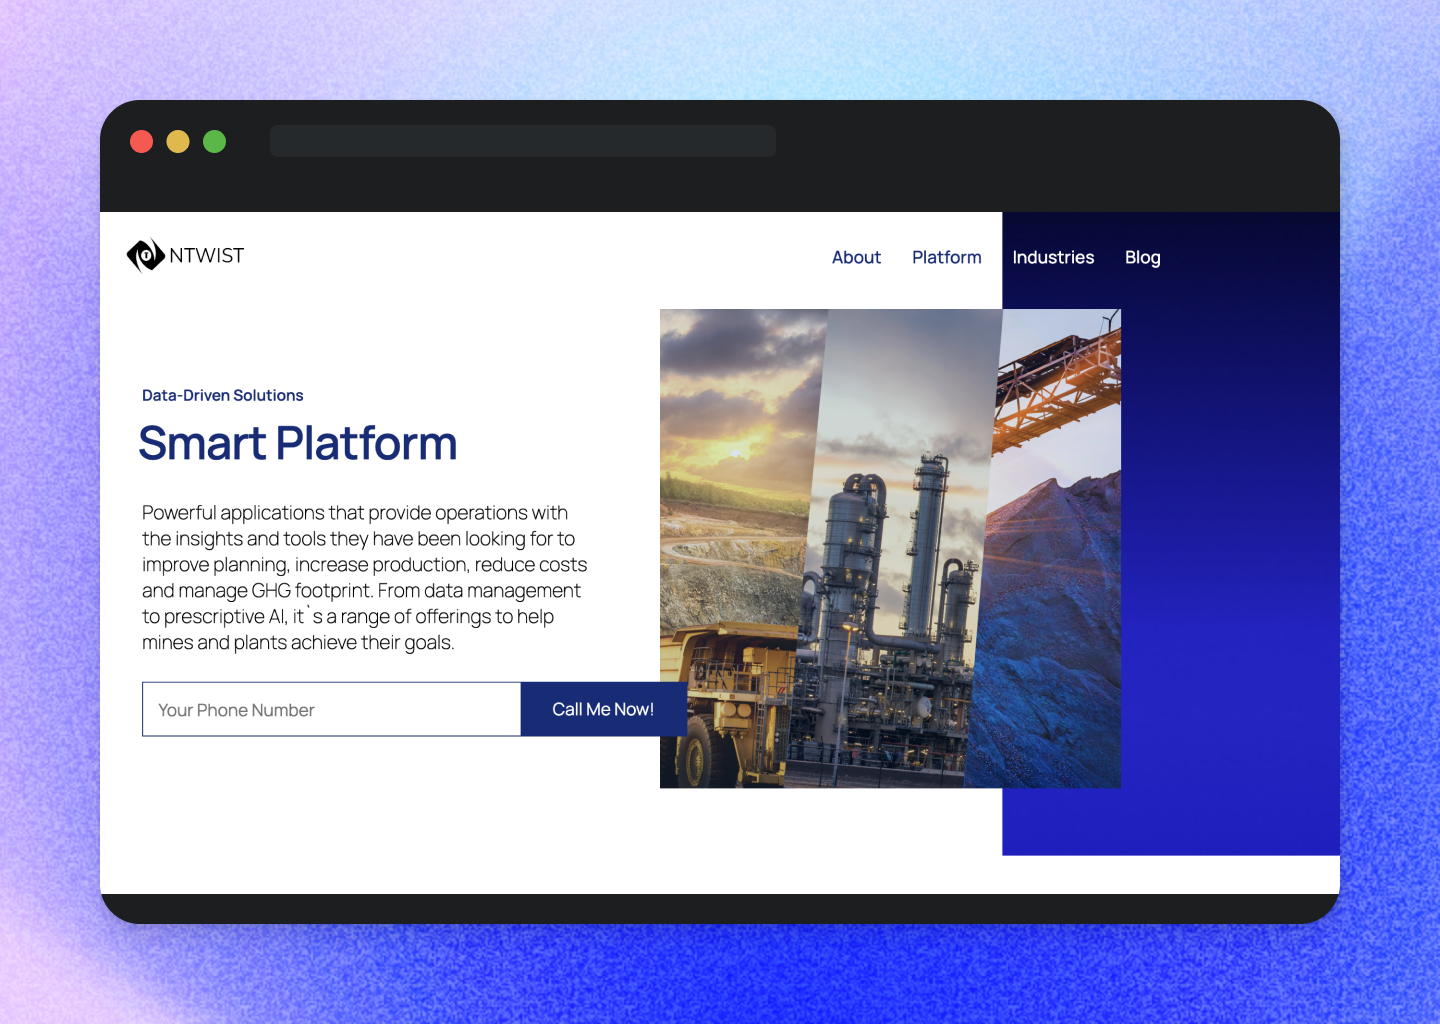 NTWIST
About Platform Industries Blog
Data-Driven Solutions
Smart Platform
Powerful applications that provide operations with
the insights and tools they have been looking for to
improve planning, increase production, reduce costs
and manage GHG footprint. From data management
to prescriptive AI, it`s a range of offerings to help
mines and plants achieve their goals.
Your Phone Number
Call Me Now!